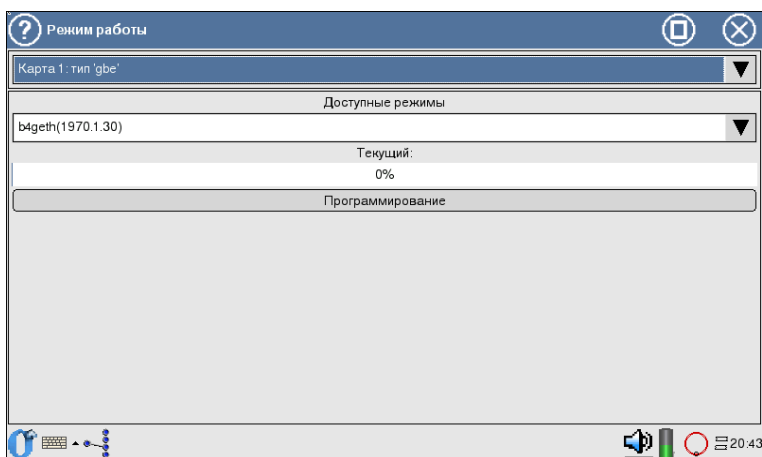 Режим работы
Карта 1: тип 'gbe'
Доступные режимы
b4geth(1970.1.30)
Текущий:
0%
Программирование
20:43